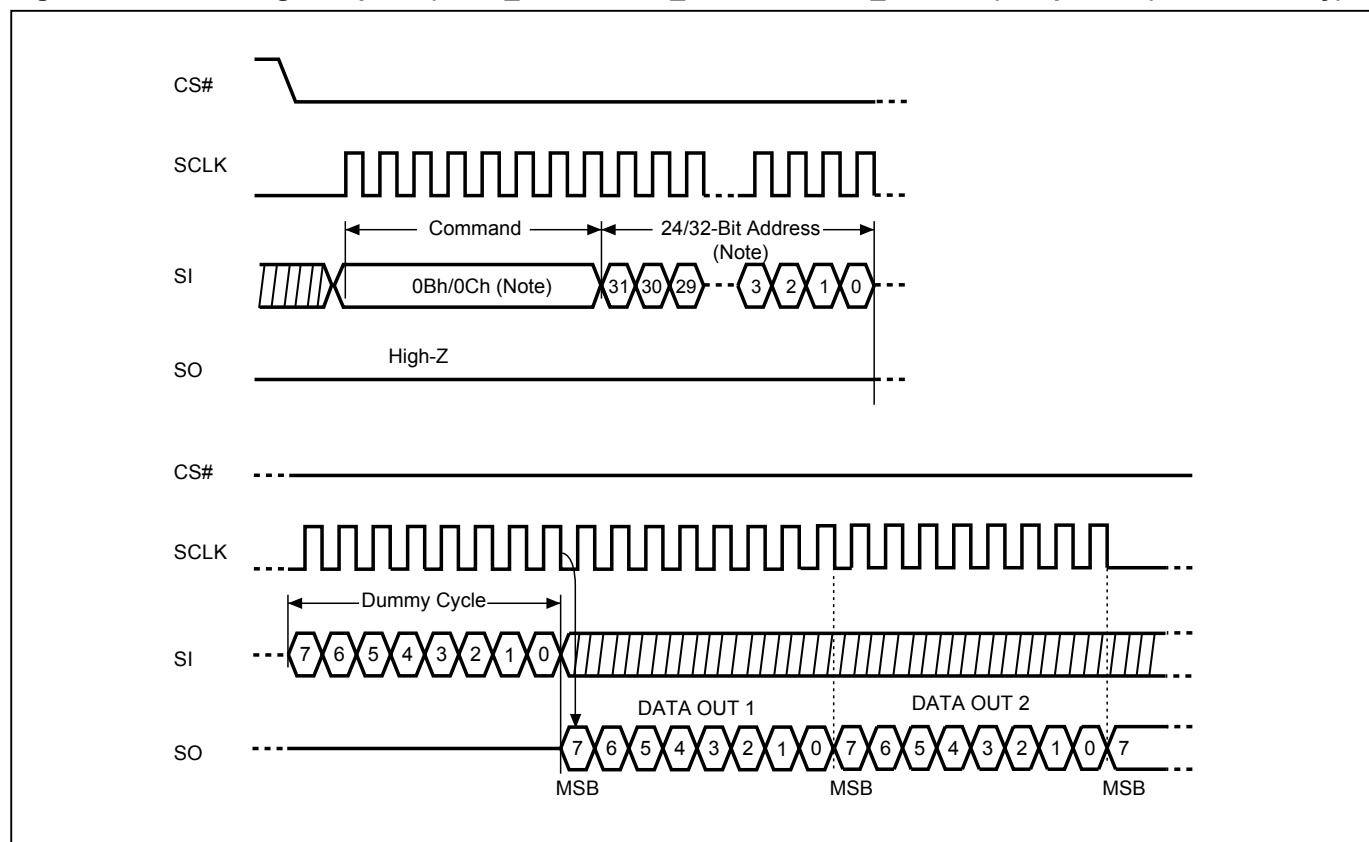 CS#
SCLK
Command
24/32-Bit Address
(Note)
SI
0Bh/0Ch (Note)
31 30 29 3 2 1 0
High-Z
SO
CS#
SCLK
Dummy Cycle
SI
7 6 5 4 3 2 1 0
DATA OUT 1
DATA OUT 2
SO
7 6 5 4 3 2 1 0 7 6 5 4 3 2 1 0 7
MSB MSB MSB